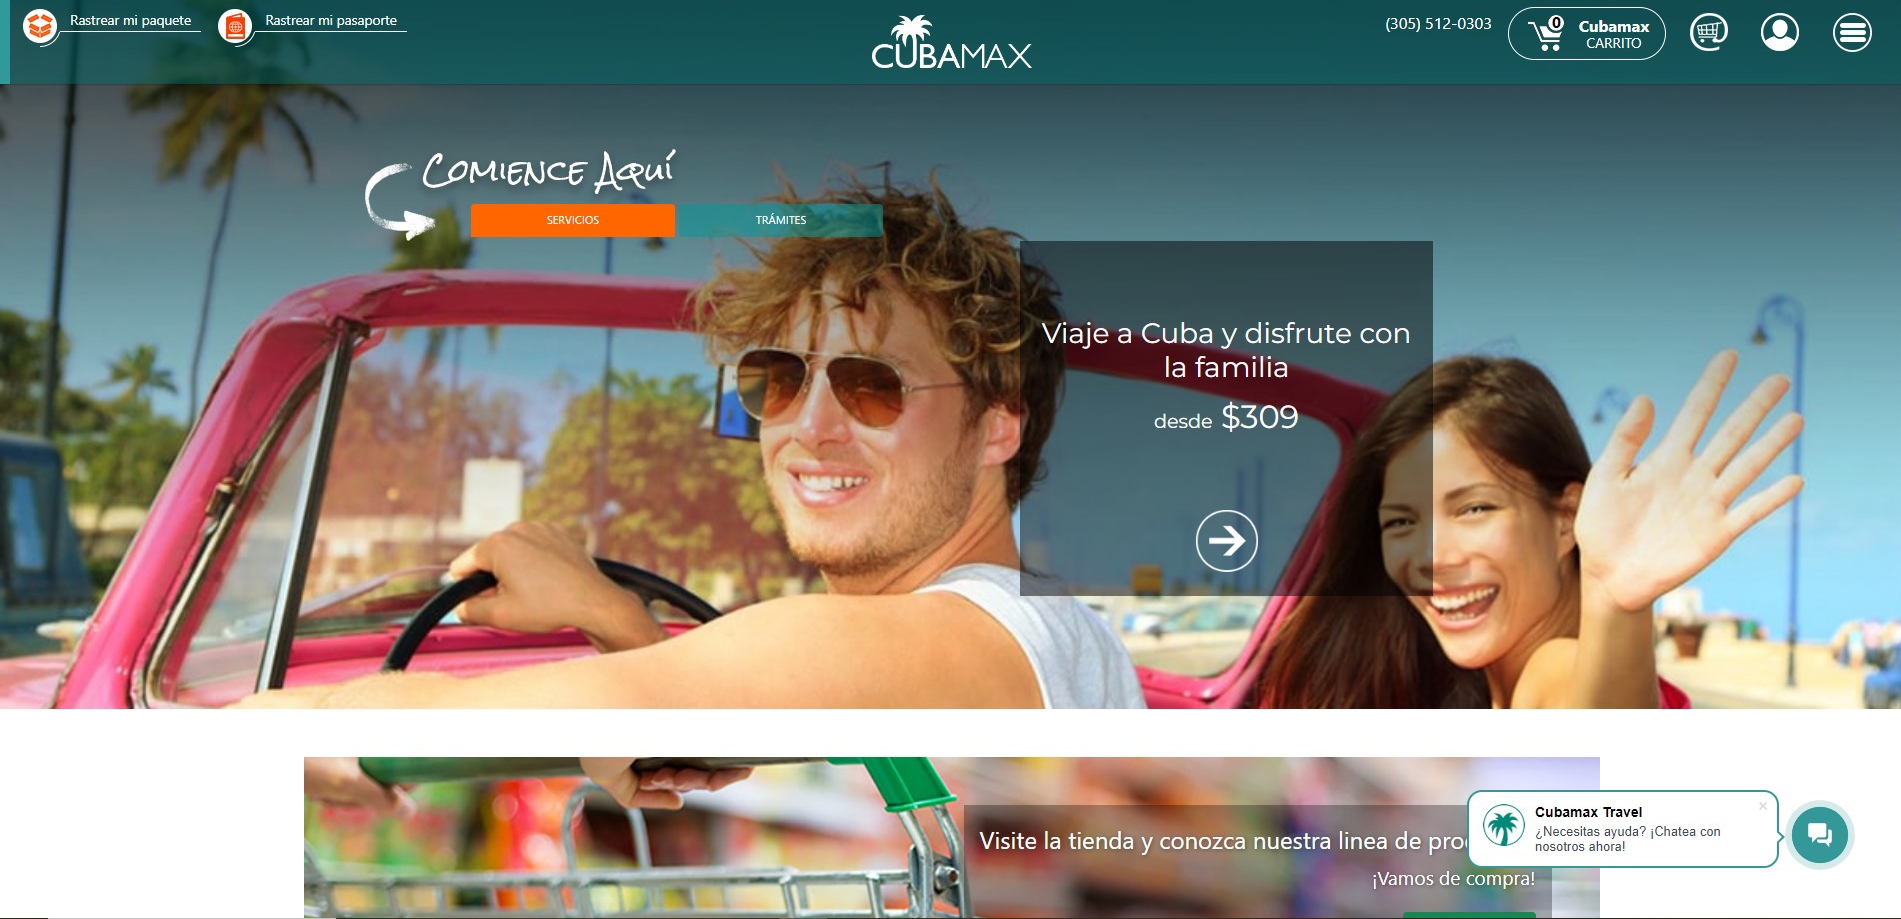 Rastrear mi paquete
Rastrear mi pasaporte
CUBAMAX
(305) 512-0303
0
Cubamax
CARRITO
Comience Aquí
SERVICIOS
TRÁMITES
Viaje a Cuba y disfrute con
la familia
desde $309
Visite la tienda y conozca nuestra linea de
¡Vamos de compra!
Cubamax Travel
¿Necesitas ayuda? ¡Chatea con
nosotros ahora!